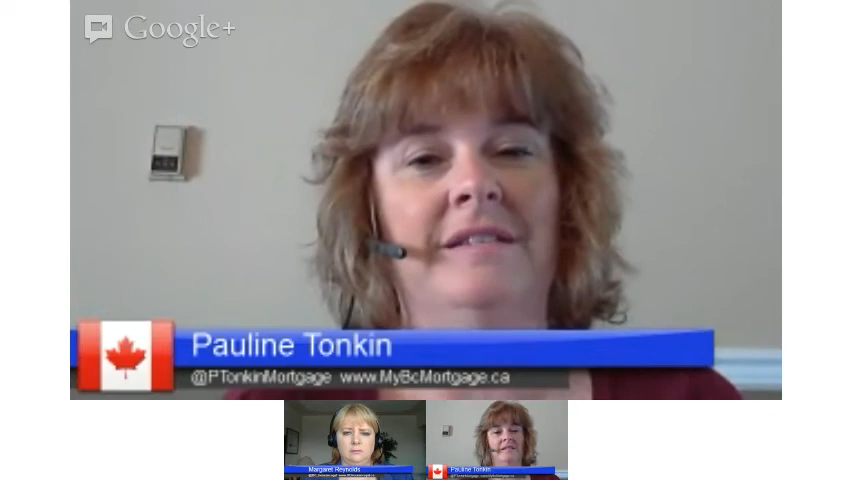 Google+
Pauline Tonkin
@PTonkinMortgage www.MyBcMortgage.ca
Margaret Reynolds
Pauline Tonkin